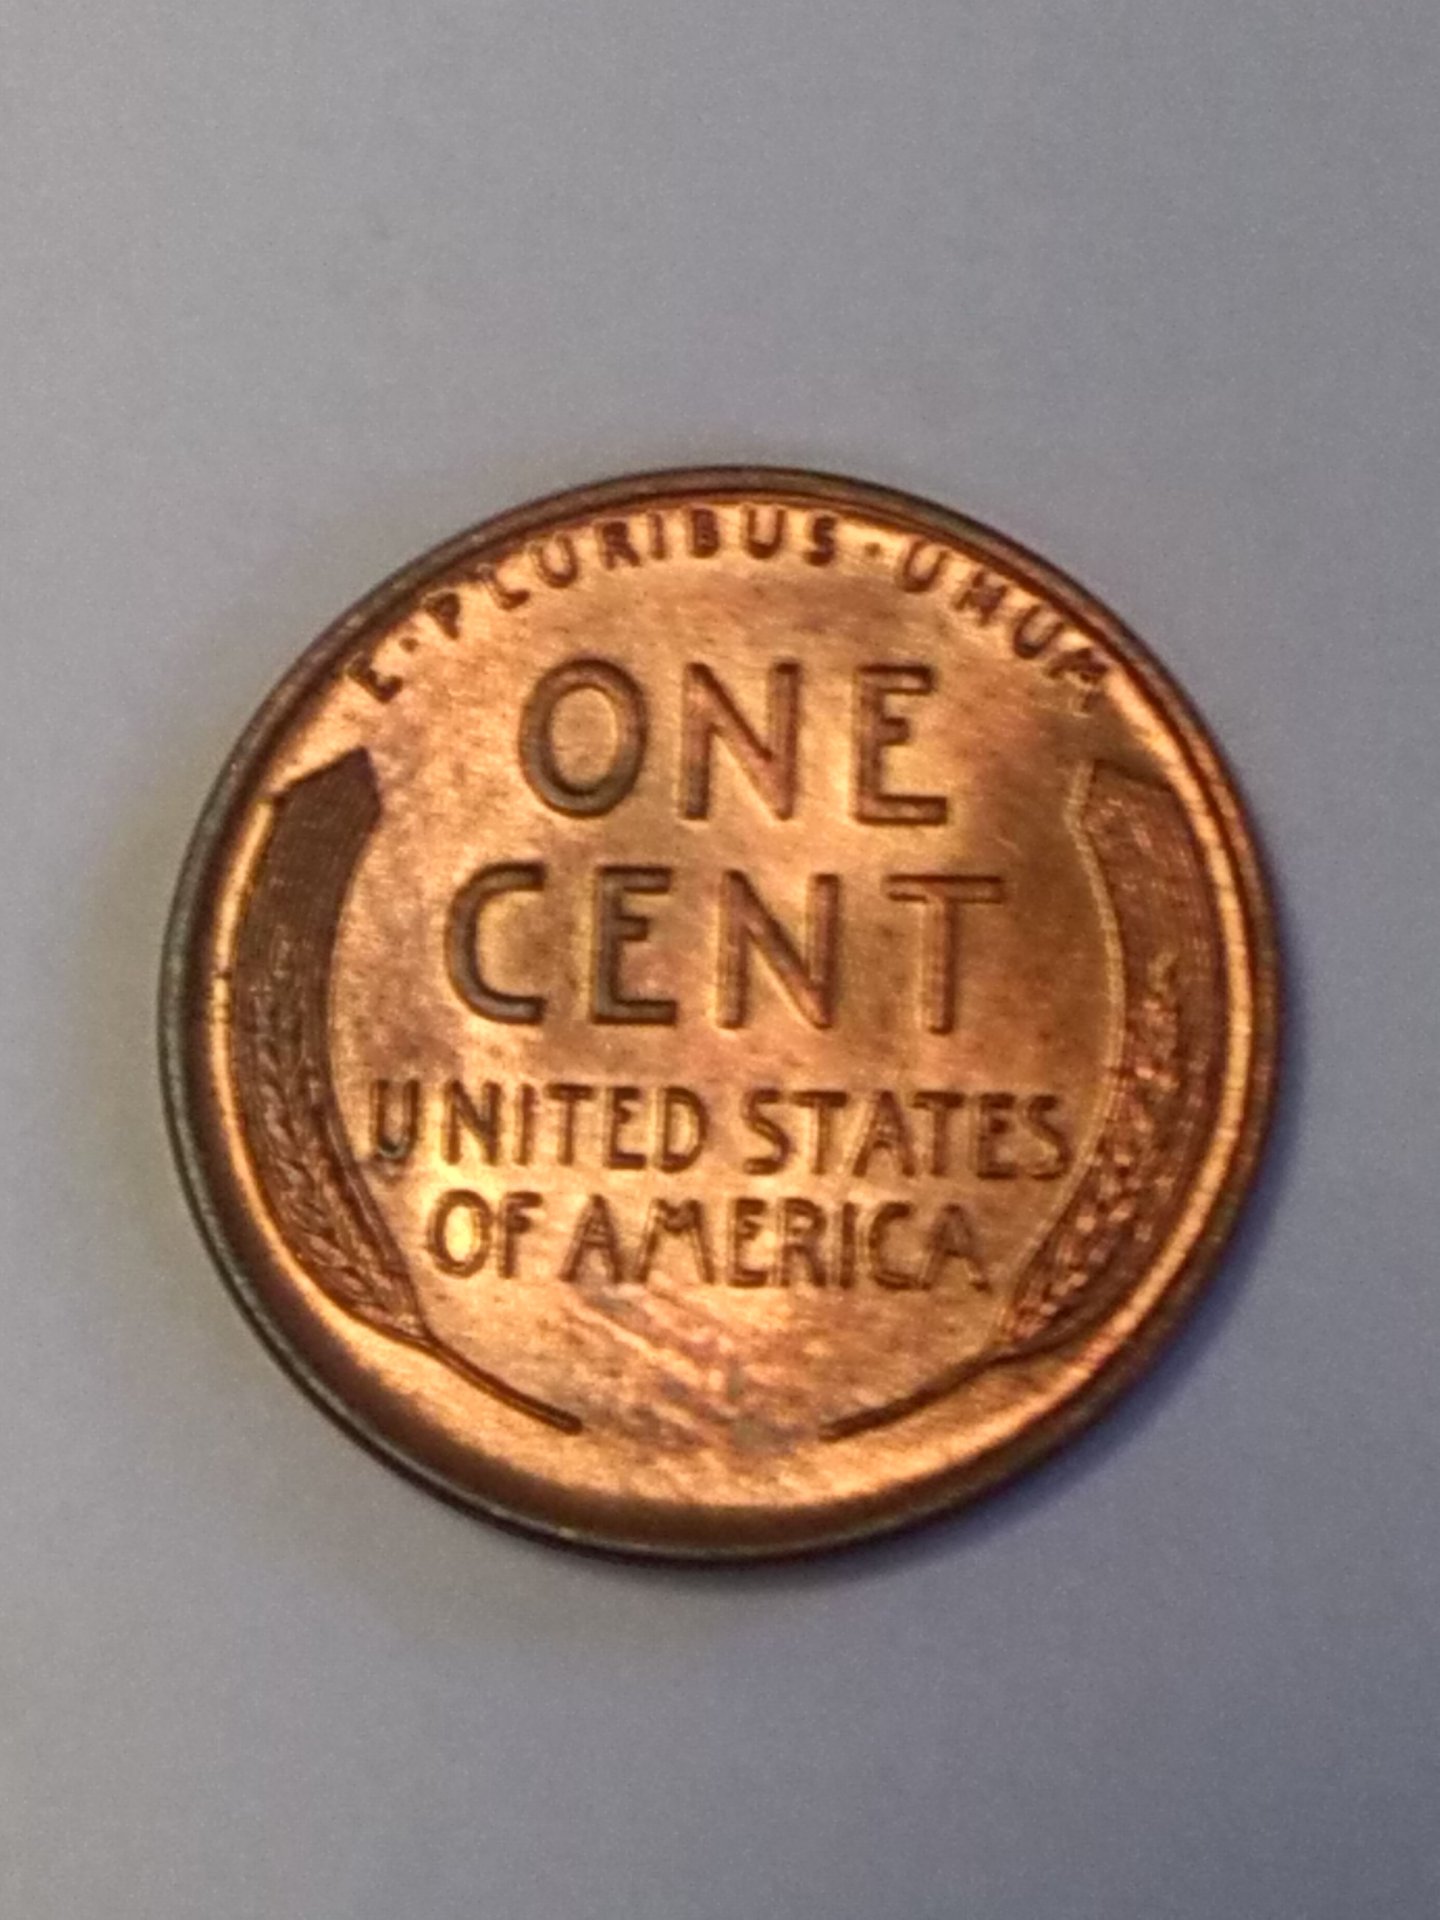 E·PLURIBUS·UNUM
ONE
CENT
UNITED STATES
OF AMERICA